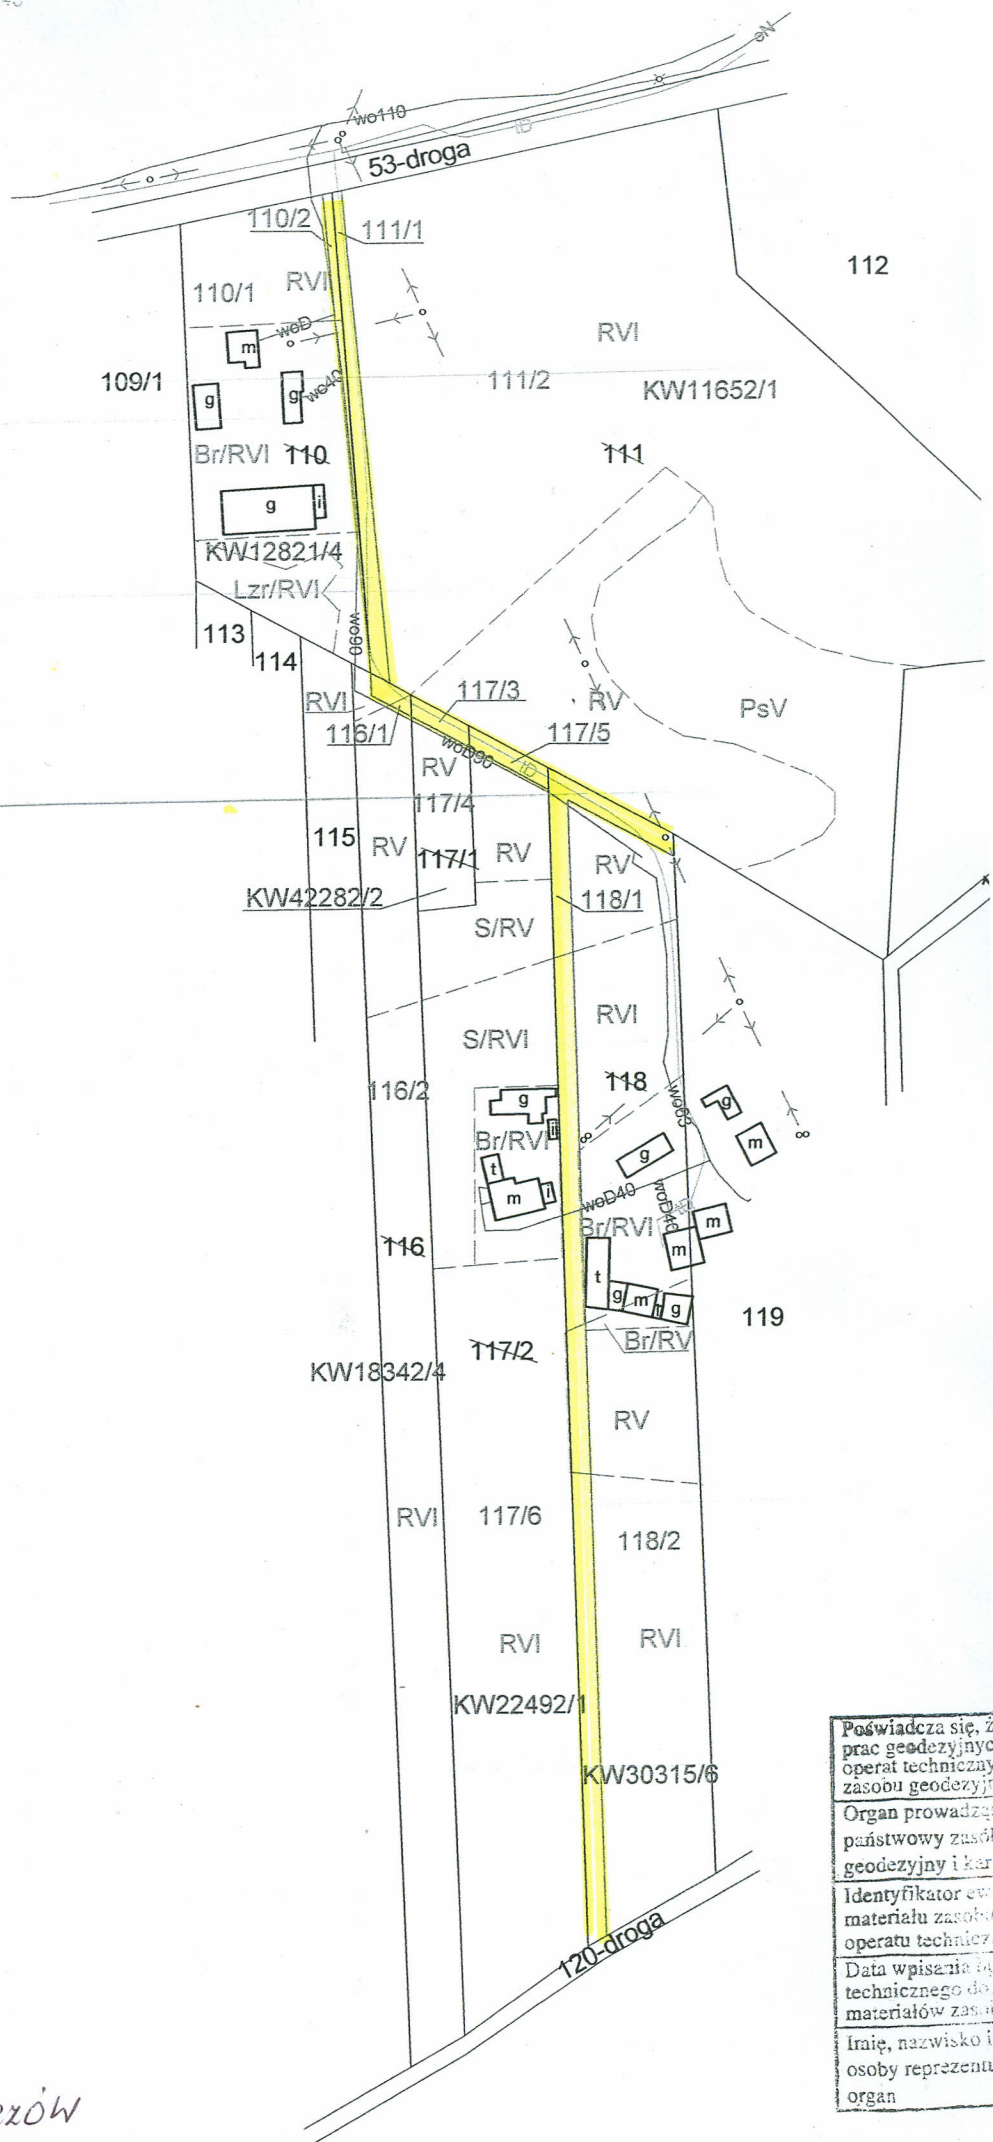 wo110
eN
tD
53-droga
110/2
111/1
112
110/1
RVI
woD
m
RVI
109/1
g
g
wo40
111/2
KW11652/1
Br/RVI
110
111
g
i
KW12821/4
Lzr/RVI
113
114
wo90
RVI
117/3
RV
PsV
116/1
117/5
woD90
tD
RV
117/4
115
RV
117/1
RV
RV
KW42282/2
118/1
S/RV
RVI
S/RVI
116/2
118
g
wo63
g
Br/RVI
m
t
g
m
i
woD40
woD40
Br/RVI
m
m
116
t
g
m
g
119
117/2
Br/RV
KW18342/4
RV
RVI
117/6
118/2
RVI
RVI
KW22492/1
KW30315/6
120-droga
Poświadcza się, ż
prac geodezyjnyc
operat techniczny
zasobu geodezyj
Organ prowadzą
państwowy zasó
geodezyjny i kar
Identyfikator ew
materiału zasob
operatu technicz
Data wpisania
technicznego do
materiałów zas
Imię, nazwisko i
osoby reprezentu
organ